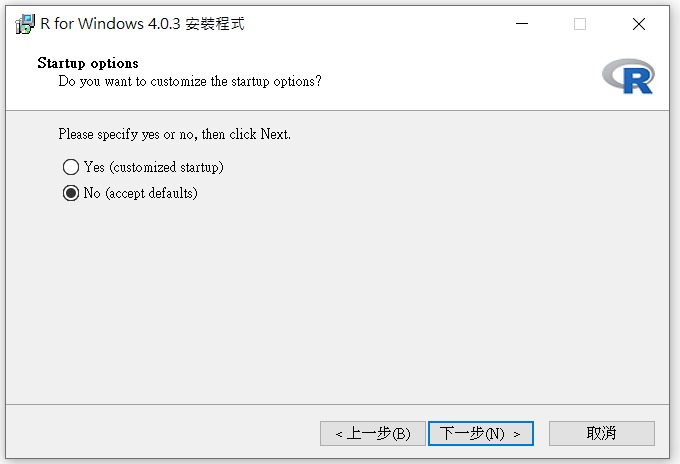 R for Windows 4.0.3 安裝程式
Startup options
Do you want to customize the startup options?
R
Please specify yes or no, then click Next.
Yes (customized startup)
No (accept defaults)
< 上一步(B)
下一步(N) >
取消